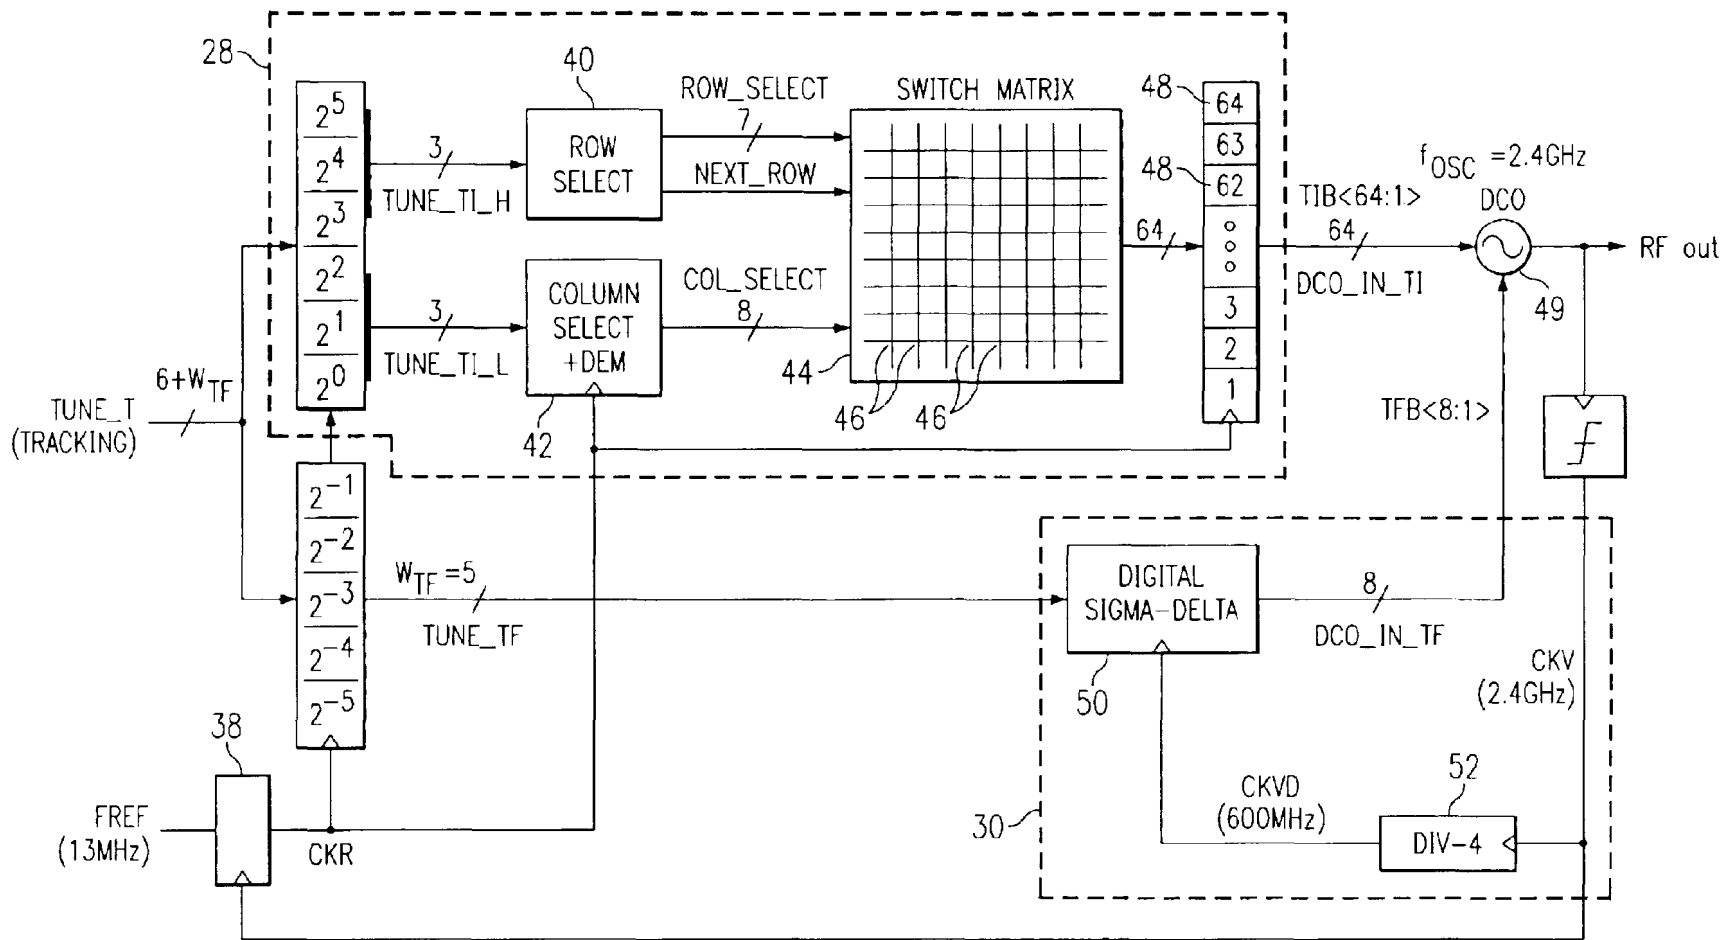 28
2^5
2^4
2^3
2^2
2^1
2^0
3
TUNE_TI_H
3
TUNE_TI_L
40
ROW
SELECT
COLUMN
SELECT
+DEM
42
ROW_SELECT
7
NEXT_ROW
COL_SELECT
8
SWITCH MATRIX
44
46
46
64
48
48
64
63
62
3
2
1
TIB<64:1>
64
DCO_IN_TI
f_OSC =2.4GHz
DCO
49
RF out
TFB<8:1>
6+W_TF
TUNE_T
(TRACKING)
2^-1
2^-2
2^-3
2^-4
2^-5
W_TF =5
TUNE_TF
DIGITAL
SIGMA-DELTA
50
8
DCO_IN_TF
CKV
(2.4GHz)
52
DIV-4
CKVD
(600MHz)
30
38
FREF
(13MHz)
CKR